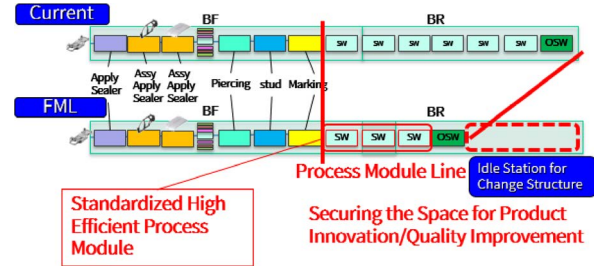 Current
BF
BR
SW SW SW SW SW SW OSW
Apply
Sealer
Assy
Apply
Sealer
Assy
Apply
Sealer
Piercing stud Marking
FML
BF
BR
SW SW SW OSW
Process Module Line
Idle Station for
Change Structure
Standardized High
Efficient Process
Module
Securing the Space for Product
Innovation/Quality Improvement